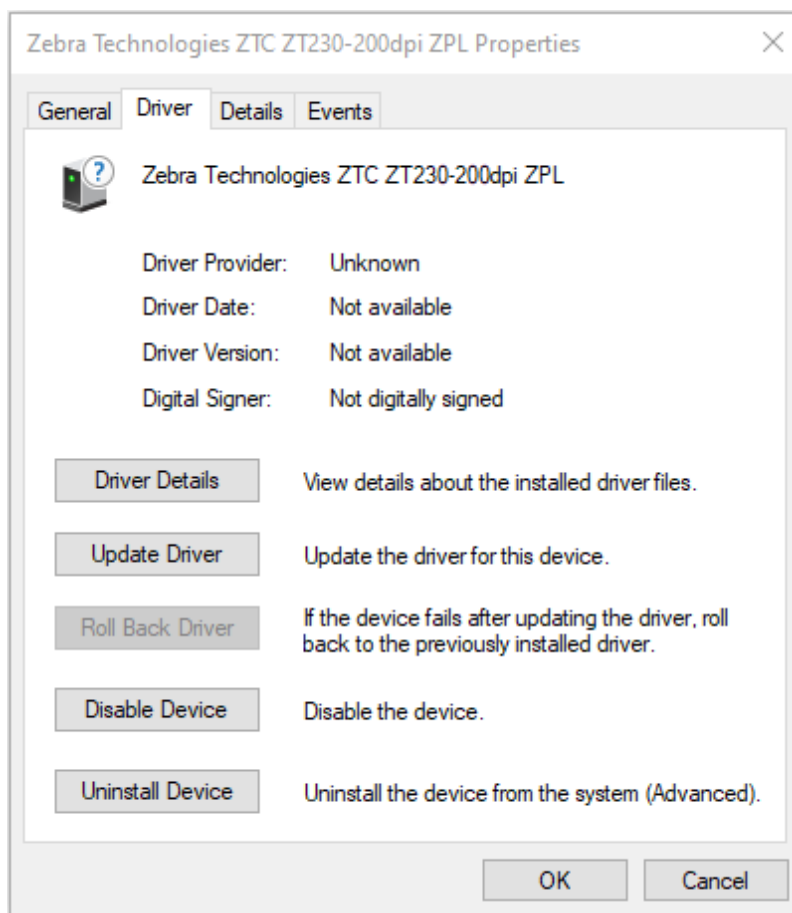 Zebra Technologies ZTC ZT230-200dpi ZPL Properties
General Driver Details Events
Zebra Technologies ZTC ZT230-200dpi ZPL
Driver Provider: Unknown
Driver Date: Not available
Driver Version: Not available
Digital Signer: Not digitally signed
Driver Details View details about the installed driver files.
Update Driver Update the driver for this device.
Roll Back Driver If the device fails after updating the driver, roll
back to the previously installed driver.
Disable Device Disable the device.
Uninstall Device Uninstall the device from the system (Advanced).
OK Cancel